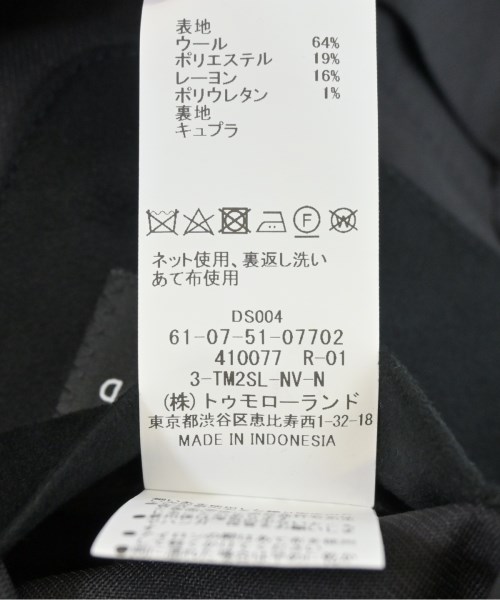 表地
ウール 64%
ポリエステル 19%
レーヨン 16%
ポリウレタン 1%
裏地
キュプラ
F
W
ネット使用、裏返し洗い
あて布使用
DS004
61-07-51-07702
410077 R-01
3-TM2SL-NV-N
(株)トゥモローランド
東京都渋谷区恵比寿西1-32-18
MADE IN INDONESIA